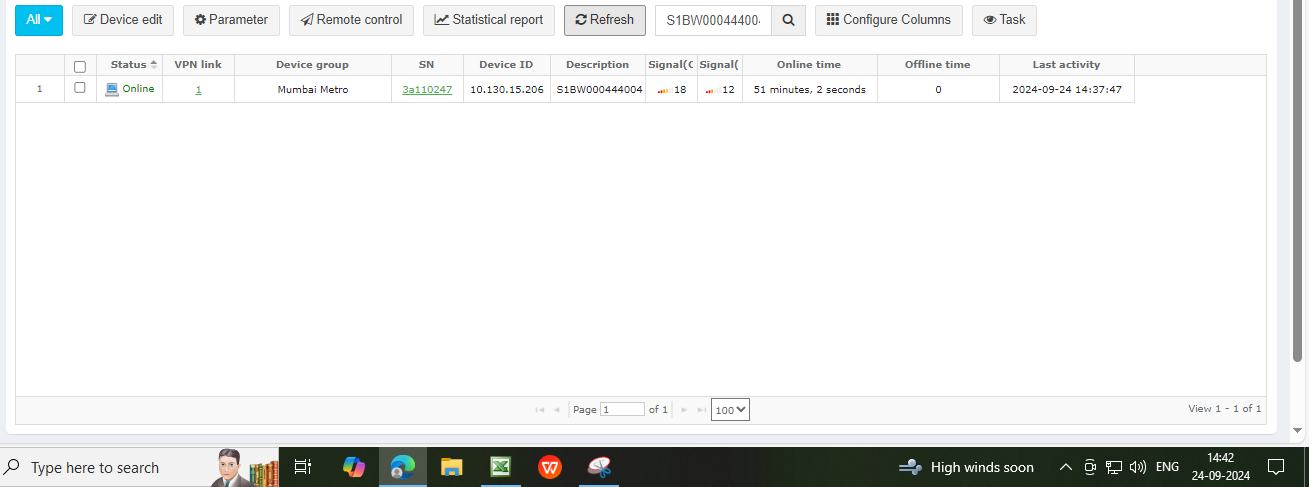 All Device edit Parameter Remote control Statistical report Refresh S1BW000444004 Configure Columns Task
Status VPN link Device group SN Device ID Description Signal(C Signal( Online time Offline time Last activity
1 Online 1 Mumbai Metro 3a110247 10.130.15.206 S1BW000444004 18 12 51 minutes, 2 seconds 0 2024-09-24 14:37:47
Page 1 of 1 100 View 1 - 1 of 1
Type here to search High winds soon ENG 14:42
24-09-2024